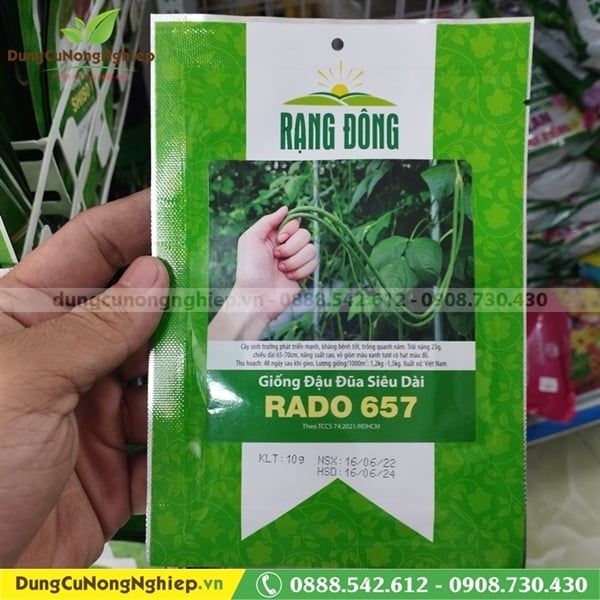 DungCuNongNghiep
SHISO
RẠNG ĐÔNG
dungcunongnghiep.vn - 0888.542.612 - 0908.730.430
Cây sinh trưởng phát triển mạnh, kháng bệnh tốt, trồng quanh năm. Trái nặng 23g,
chiều dài 65-70cm, năng suất cao, vỏ giòn màu xanh tươi có hạt màu đỏ.
Thu hoạch: 48 ngày sau khi gieo. Lượng giống/1000m²: 1,2kg -1,5kg. Xuất xứ: Việt Nam
Giống Đậu Đũa Siêu Dài
RADO 657
Theo TCCS 74:2021/RĐHCM
KLT: 10g NSX: 16/06/22
HSD: 16/06/24
DungCuNongNghiep.vn 0888.542.612 - 0908.730.430